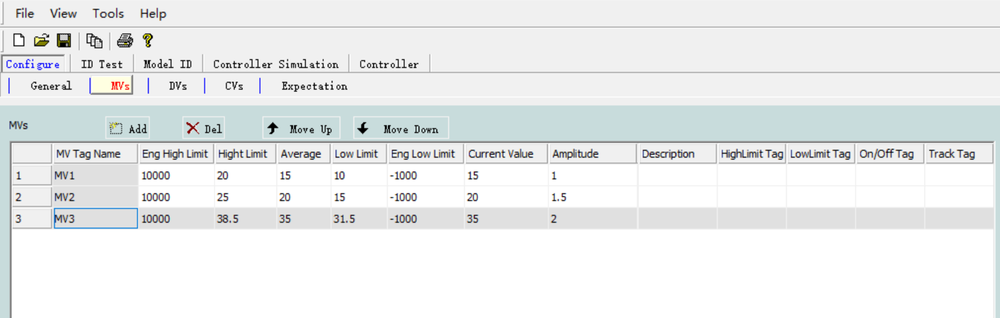 File View Tools Help
Configure ID Test Model ID Controller Simulation Controller
General MVs DVs CVs Expectation
MVs Add Del Move Up Move Down
MV Tag Name Eng High Limit Hight Limit Average Low Limit Eng Low Limit Current Value Amplitude Description HighLimit Tag LowLimit Tag On/Off Tag Track Tag
1 MV1 10000 20 15 10 -1000 15 1
2 MV2 10000 25 20 15 -1000 20 1.5
3 MV3 10000 38.5 35 31.5 -1000 35 2